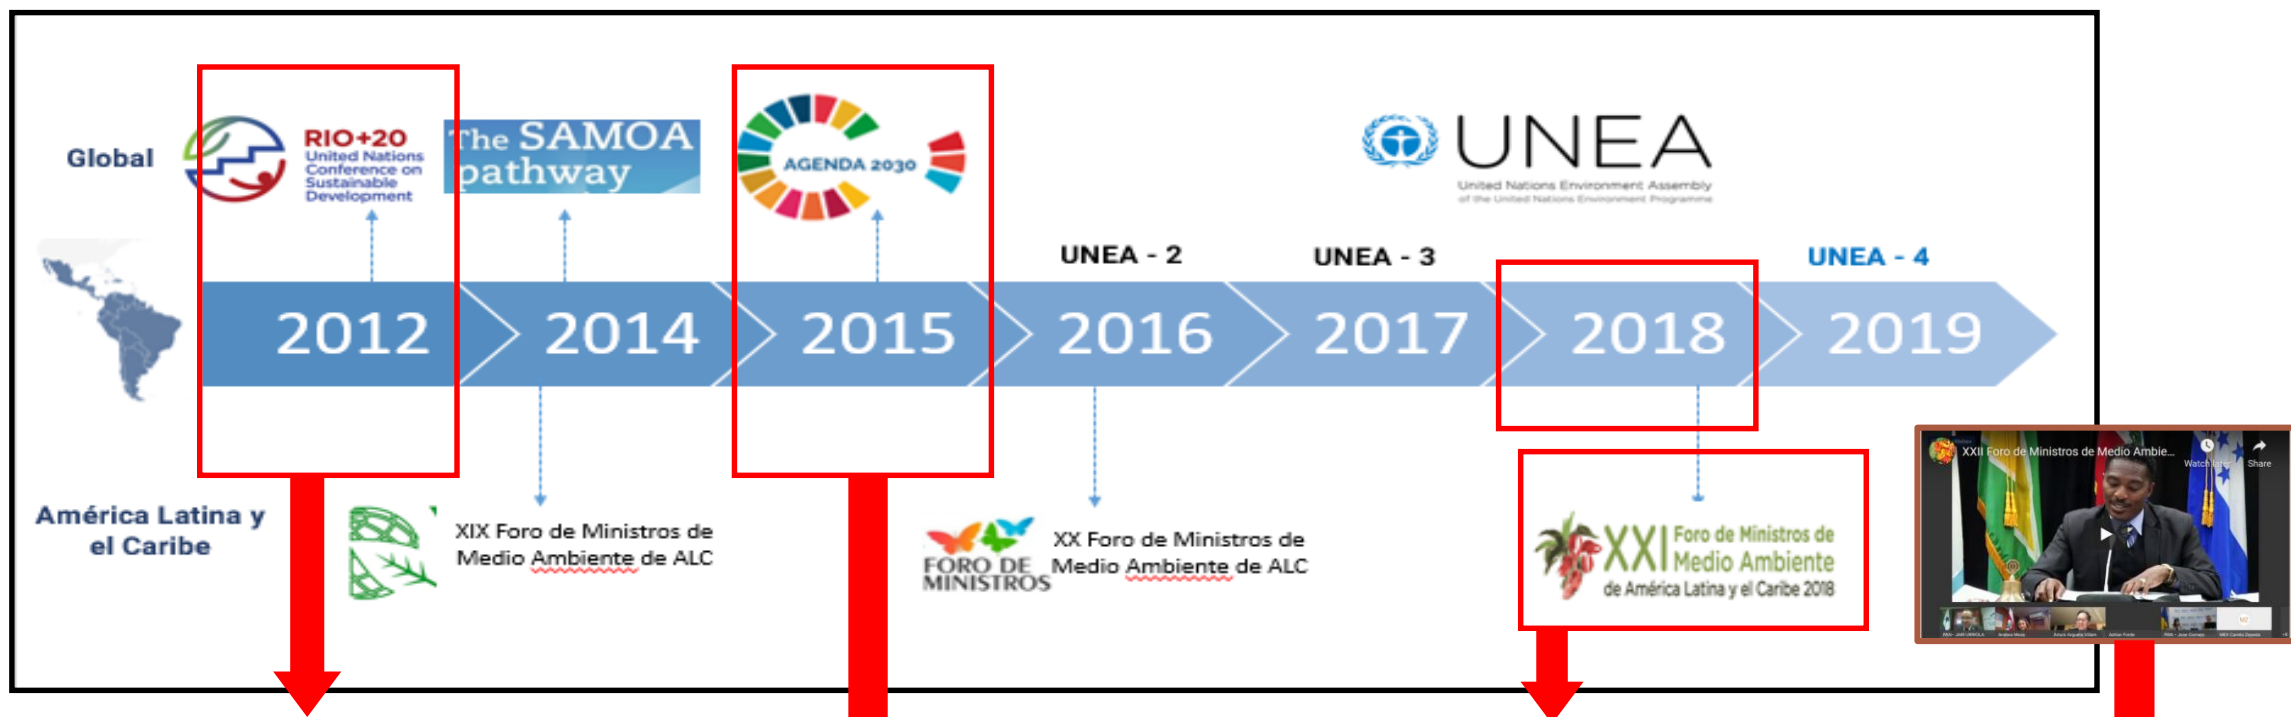 Global
RIO+20
United Nations
Conference on
Sustainable
Development
The SAMOA
pathway
AGENDA 2030
UNEA
United Nations Environment Assembly
of the United Nations Environment Programme
UNEA - 2
UNEA - 3
UNEA - 4
2012
2014
2015
2016
2017
2018
2019
América Latina y
el Caribe
XIX Foro de Ministros de
Medio Ambiente de ALC
FORO DE
MINISTROS
XX Foro de Ministros de
Medio Ambiente de ALC
XXI Foro de Ministros de
Medio Ambiente
de América Latina y el Caribe 2018
XXII Foro de Ministros de Medio Ambie...
Watch
Share